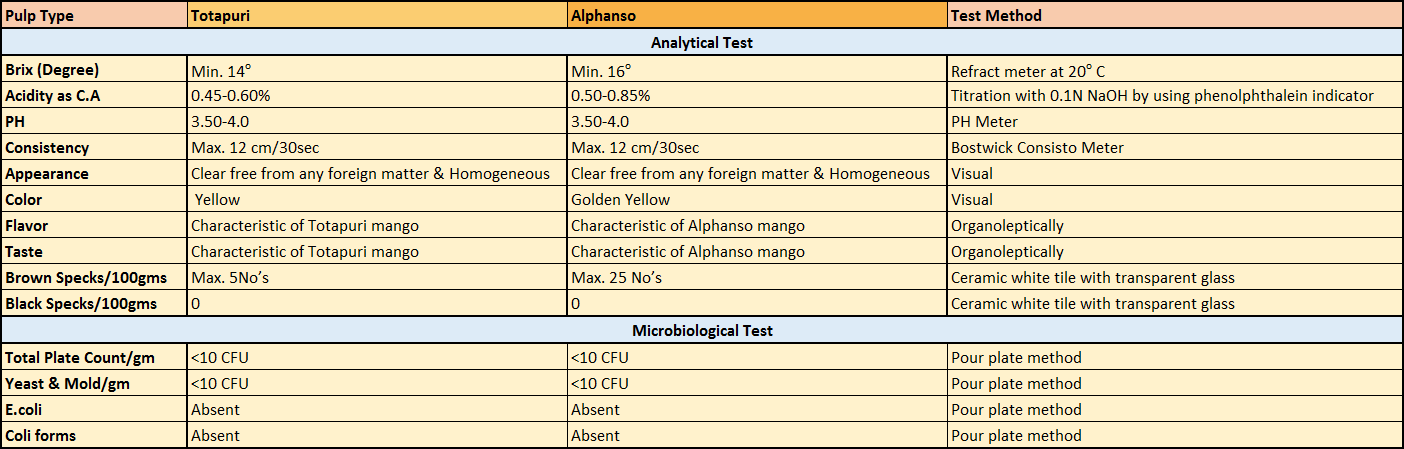 Pulp Type Totapuri Alphanso Test Method
Analytical Test
Brix (Degree) Min. 14° Min. 16° Refract meter at 20° C
Acidity as C.A 0.45-0.60% 0.50-0.85% Titration with 0.1N NaOH by using phenolphthalein indicator
PH 3.50-4.0 3.50-4.0 PH Meter
Consistency Max. 12 cm/30sec Max. 12 cm/30sec Bostwick Consisto Meter
Appearance Clear free from any foreign matter & Homogeneous Clear free from any foreign matter & Homogeneous Visual
Color Yellow Golden Yellow Visual
Flavor Characteristic of Totapuri mango Characteristic of Alphanso mango Organoleptically
Taste Characteristic of Totapuri mango Characteristic of Alphanso mango Organoleptically
Brown Specks/100gms Max. 5No’s Max. 25 No’s Ceramic white tile with transparent glass
Black Specks/100gms 0 0 Ceramic white tile with transparent glass
Microbiological Test
Total Plate Count/gm <10 CFU <10 CFU Pour plate method
Yeast & Mold/gm <10 CFU <10 CFU Pour plate method
E.coli Absent Absent Pour plate method
Coli forms Absent Absent Pour plate method